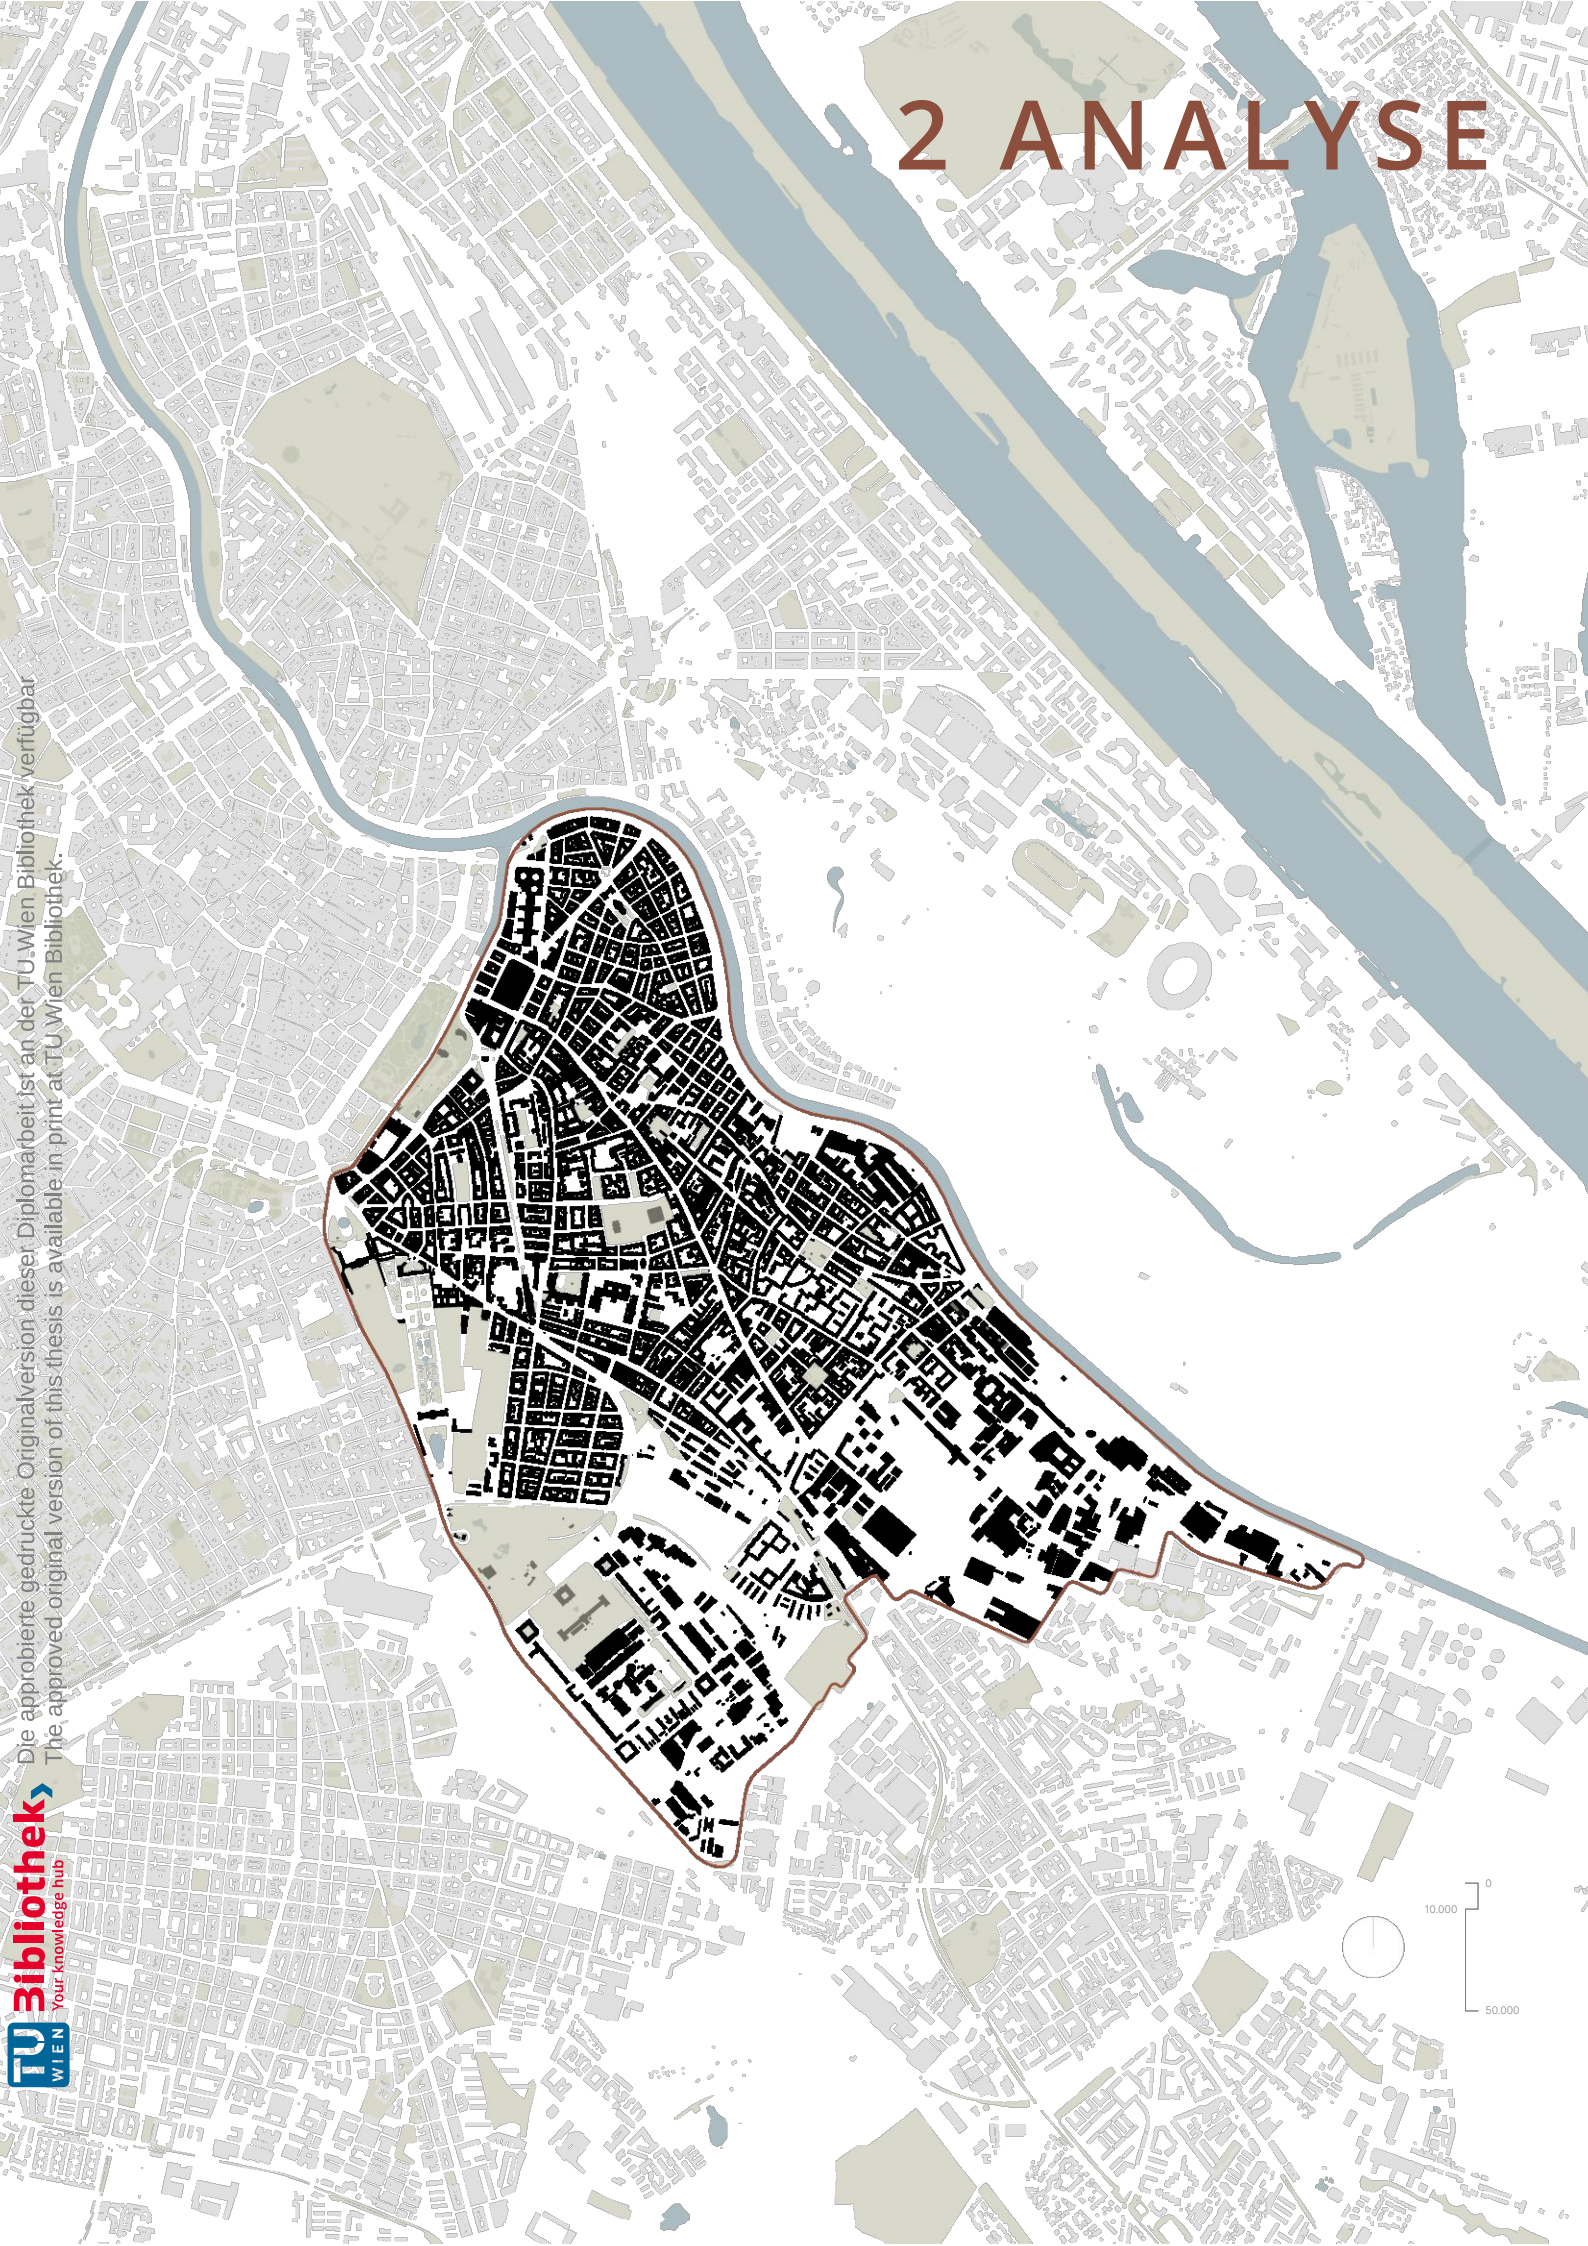 2 ANALYSE
Die approbierte gedruckte Originalversion dieser Diplomarbeit ist an der TU Wien Bibliothek verfügbar
The approved original version of this thesis is available in print at TU Wien Bibliothek.
Bibliothek
Your knowledge hub
TU
WIEN
0
10.000
50.000